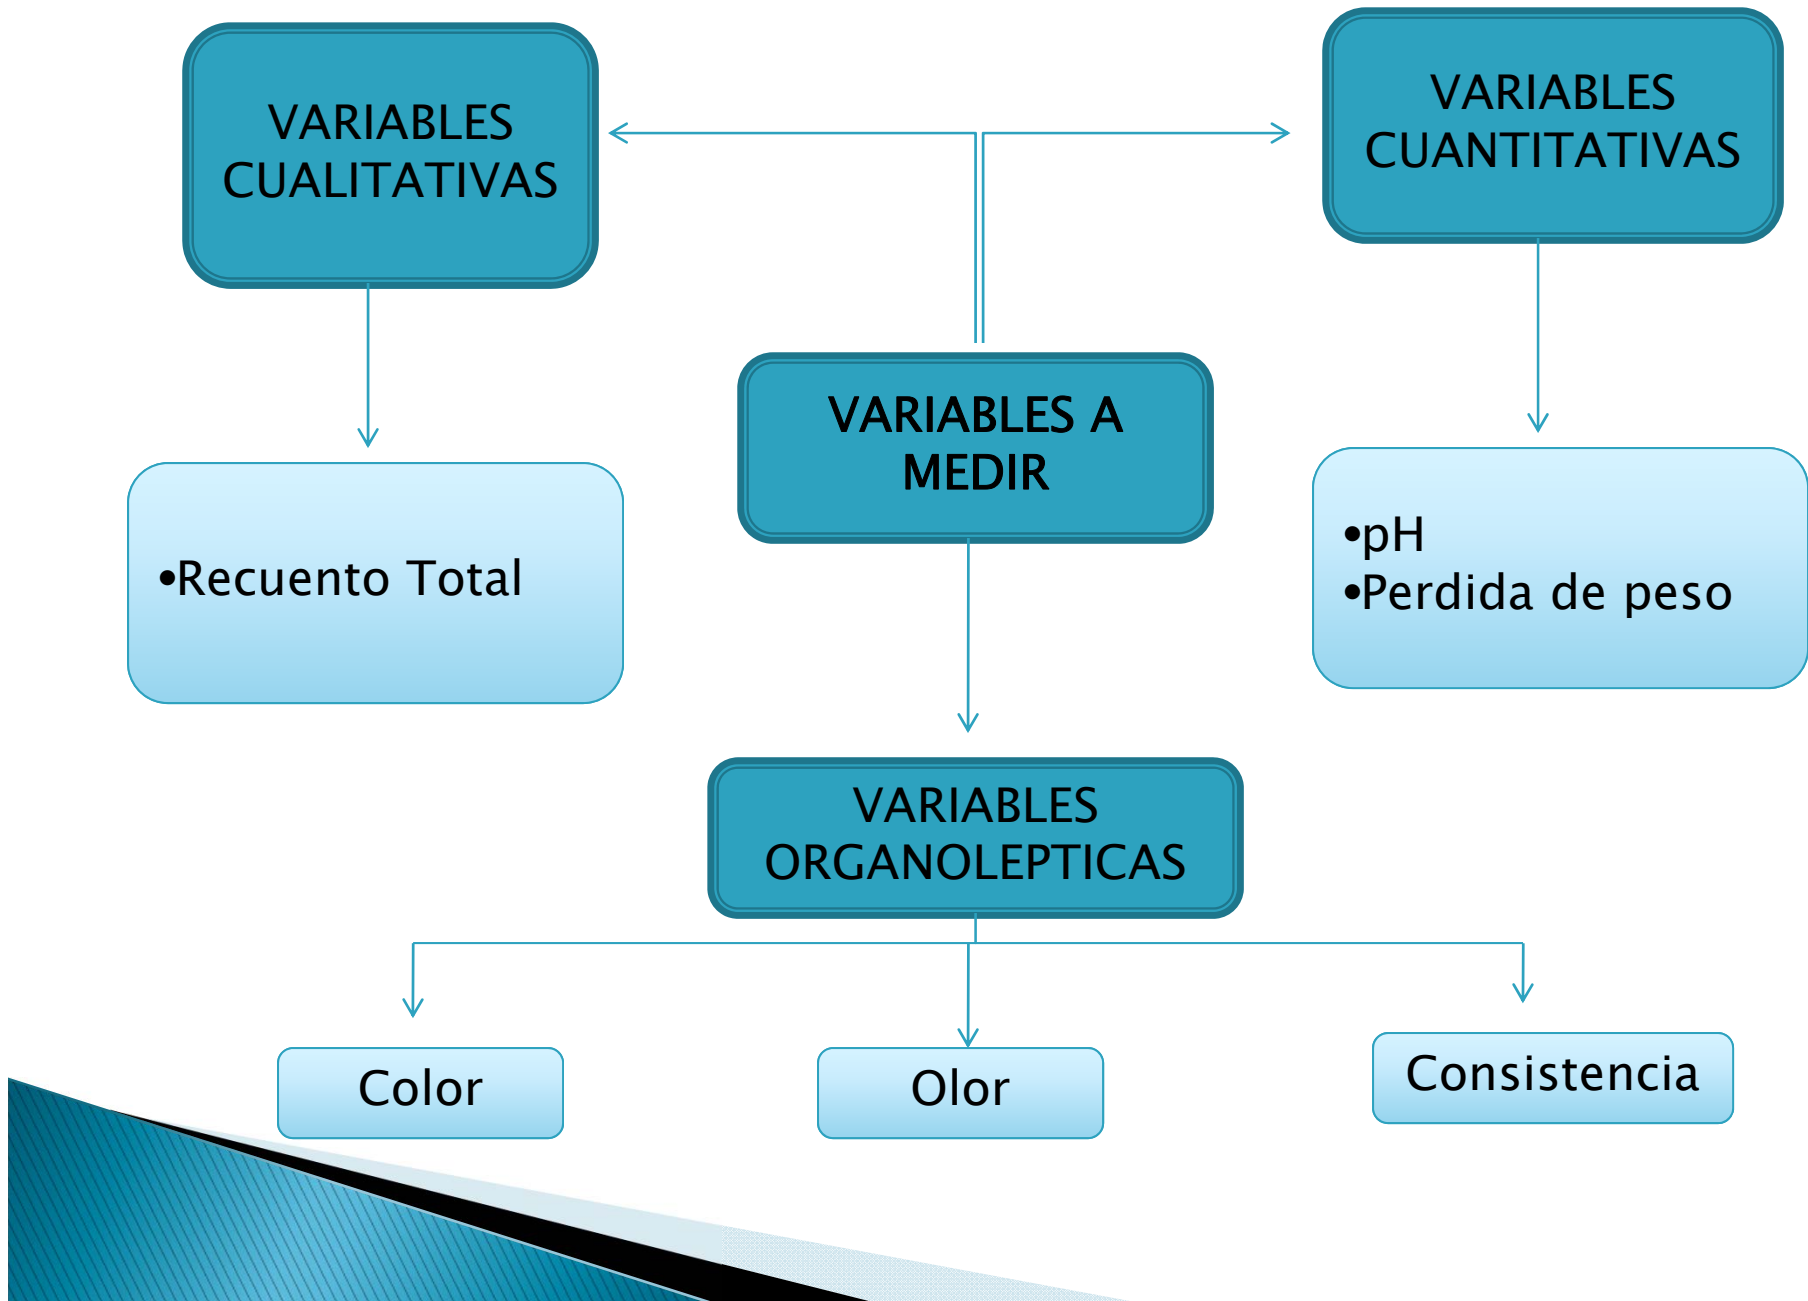 VARIABLES
CUALITATIVAS
VARIABLES
CUANTITATIVAS
VARIABLES A
MEDIR
•Recuento Total
•pH
•Perdida de peso
VARIABLES
ORGANOLEPTICAS
Color
Olor
Consistencia